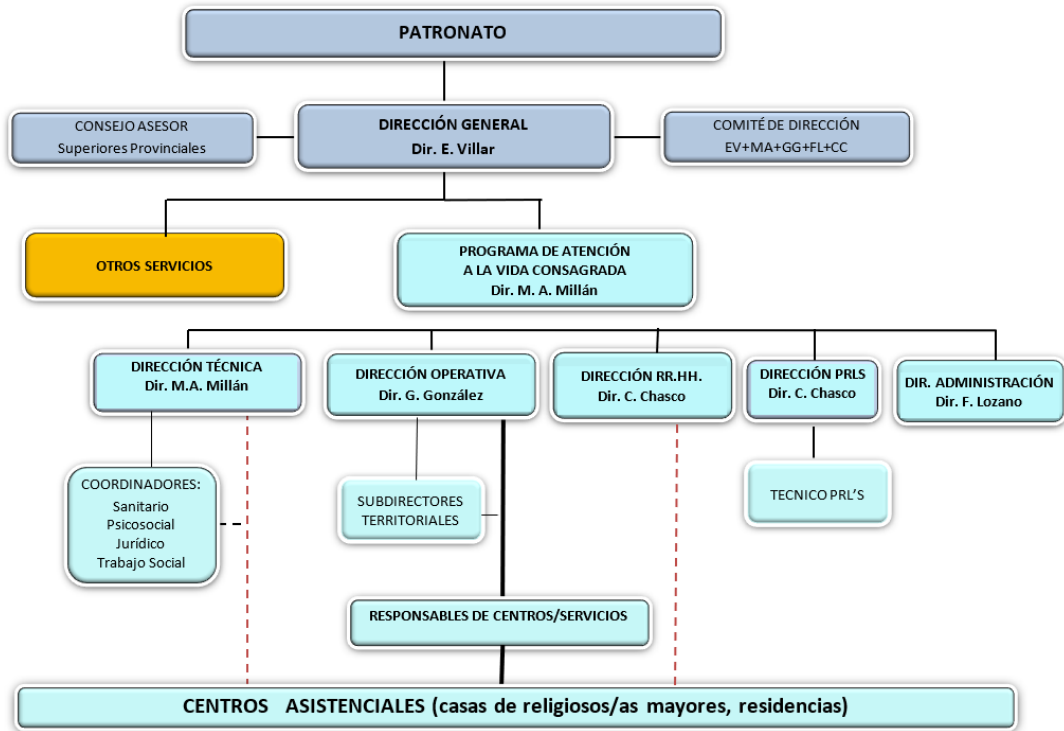 PATRONATO
CONSEJO ASESOR
Superiores Provinciales
DIRECCIÓN GENERAL
Dir. E. Villar
COMITÉ DE DIRECCIÓN
EV+MA+GG+FL+CC
OTROS SERVICIOS
PROGRAMA DE ATENCIÓN
A LA VIDA CONSAGRADA
Dir. M. A. Millán
DIRECCIÓN TÉCNICA
Dir. M.A. Millán
DIRECCIÓN OPERATIVA
Dir. G. González
DIRECCIÓN RR.HH.
Dir. C. Chasco
DIRECCIÓN PRLS
Dir. C. Chasco
DIR. ADMINISTRACIÓN
Dir. F. Lozano
COORDINADORES:
Sanitario
Psicosocial
Jurídico
Trabajo Social
SUBDIRECTORES
TERRITORIALES
TECNICO PRL'S
RESPONSABLES DE CENTROS/SERVICIOS
CENTROS ASISTENCIALES (casas de religiosos/as mayores, residencias)